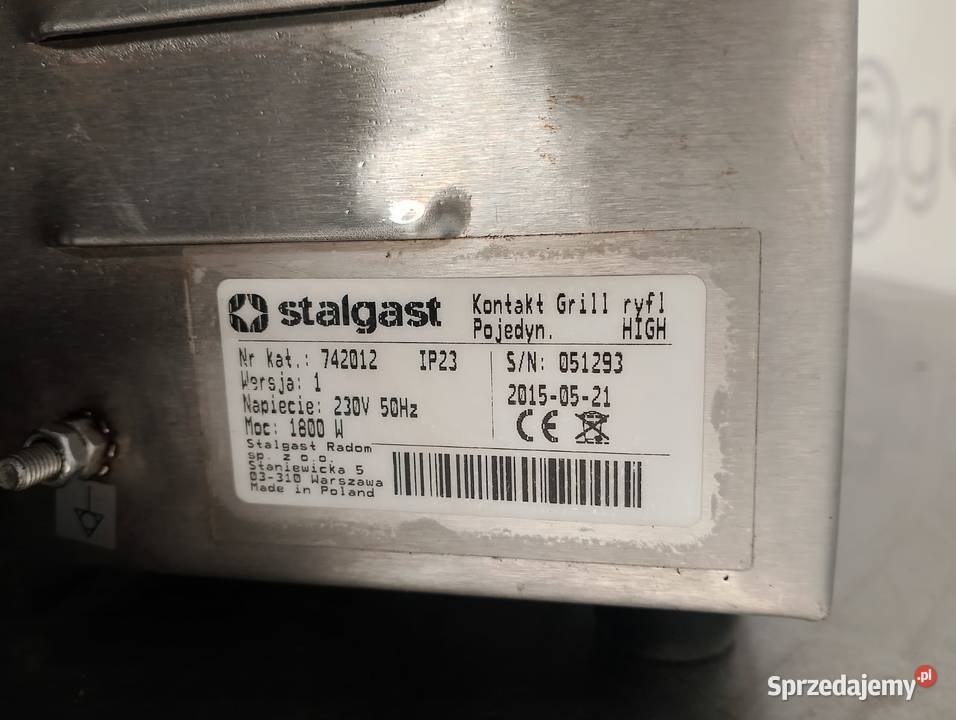 stalgast
Kontakt Grill ryfl
Pojedyn. HIGH
Nr kat.: 742012 IP23
Wersja: 1
Napiecie: 230V 50Hz
Moc: 1800 W
S/N: 051293
2015-05-21
CE
Stalgast Radom
sp. z o.o.
Staniewicka 5
03-310 Warszawa
Made in Poland
Sprzedajemy.pl